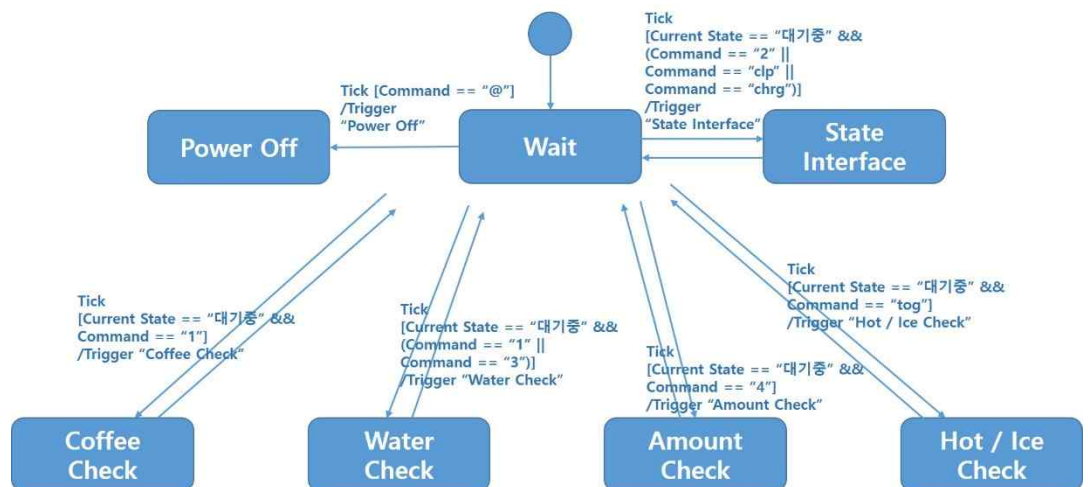 Tick
[Current State == “대기중” &&
(Command == “2” ||
Command == “clp” ||
Command == “chrg”)]
/Trigger
“State Interface”
Tick [Command == “@”]
/Trigger
“Power Off”
Power Off
Wait
State
Interface
Tick
[Current State == “대기중” &&
Command == “1”]
/Trigger “Coffee Check”
Tick
[Current State == “대기중” &&
(Command == “1” ||
Command == “3”)]
/Trigger “Water Check”
Tick
[Current State == “대기중” &&
Command == “4”]
/Trigger “Amount Check”
Tick
[Current State == “대기중” &&
Command == “tog”]
/Trigger “Hot / Ice Check”
Coffee
Check
Water
Check
Amount
Check
Hot / Ice
Check